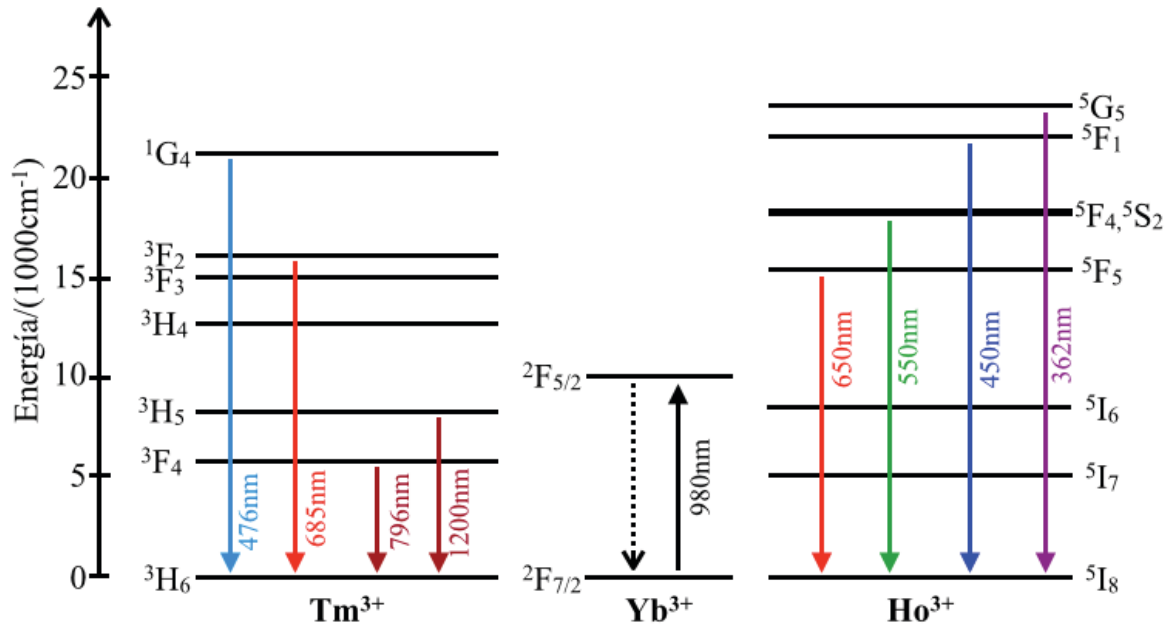 Energía/(1000cm⁻¹)
25
20
15
10
5
0
¹G₄
³F₂
³F₃
³H₄
³H₅
³F₄
³H₆
476nm
685nm
796nm
1200nm
Tm³⁺
²F₅/₂
²F₇/₂
980nm
Yb³⁺
650nm
550nm
450nm
362nm
⁵G₅
⁵F₁
⁵F₄,⁵S₂
⁵F₅
⁵I₆
⁵I₇
⁵I₈
Ho³⁺